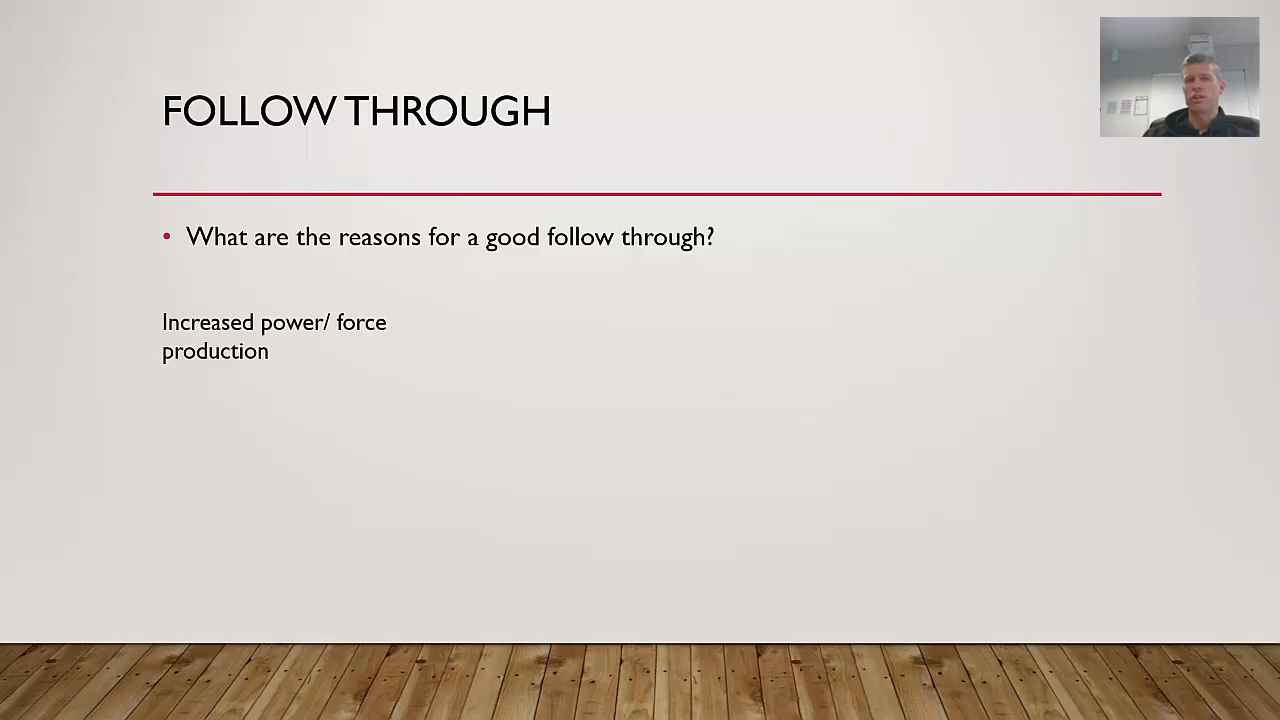 FOLLOW THROUGH
• What are the reasons for a good follow through?
Increased power/ force
production